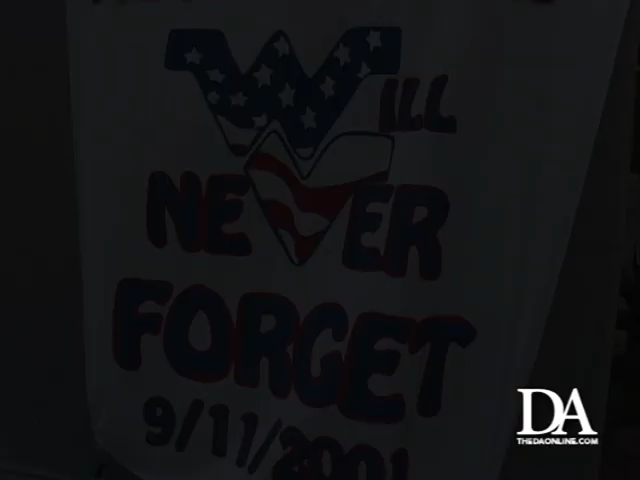 WILL
NEVER
FORGET
9/11/2001
DA
THEDAONLINE.COM